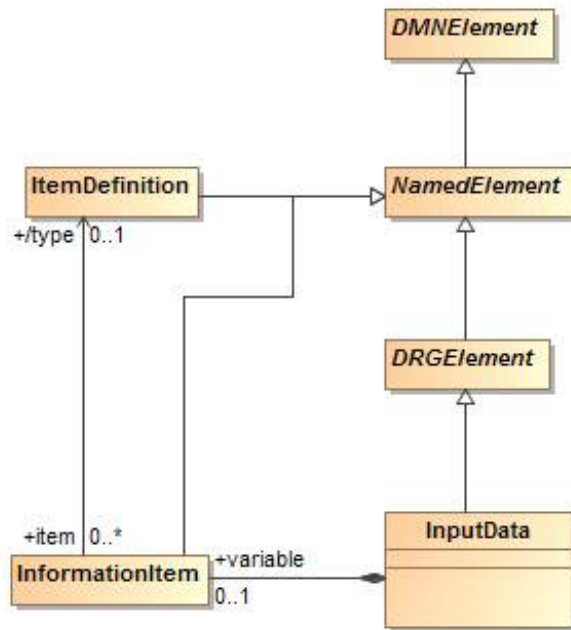 DMNElement
ItemDefinition
NamedElement
+/type 0..1
DRGElement
+item 0..*
InputData
InformationItem
+variable
0..1